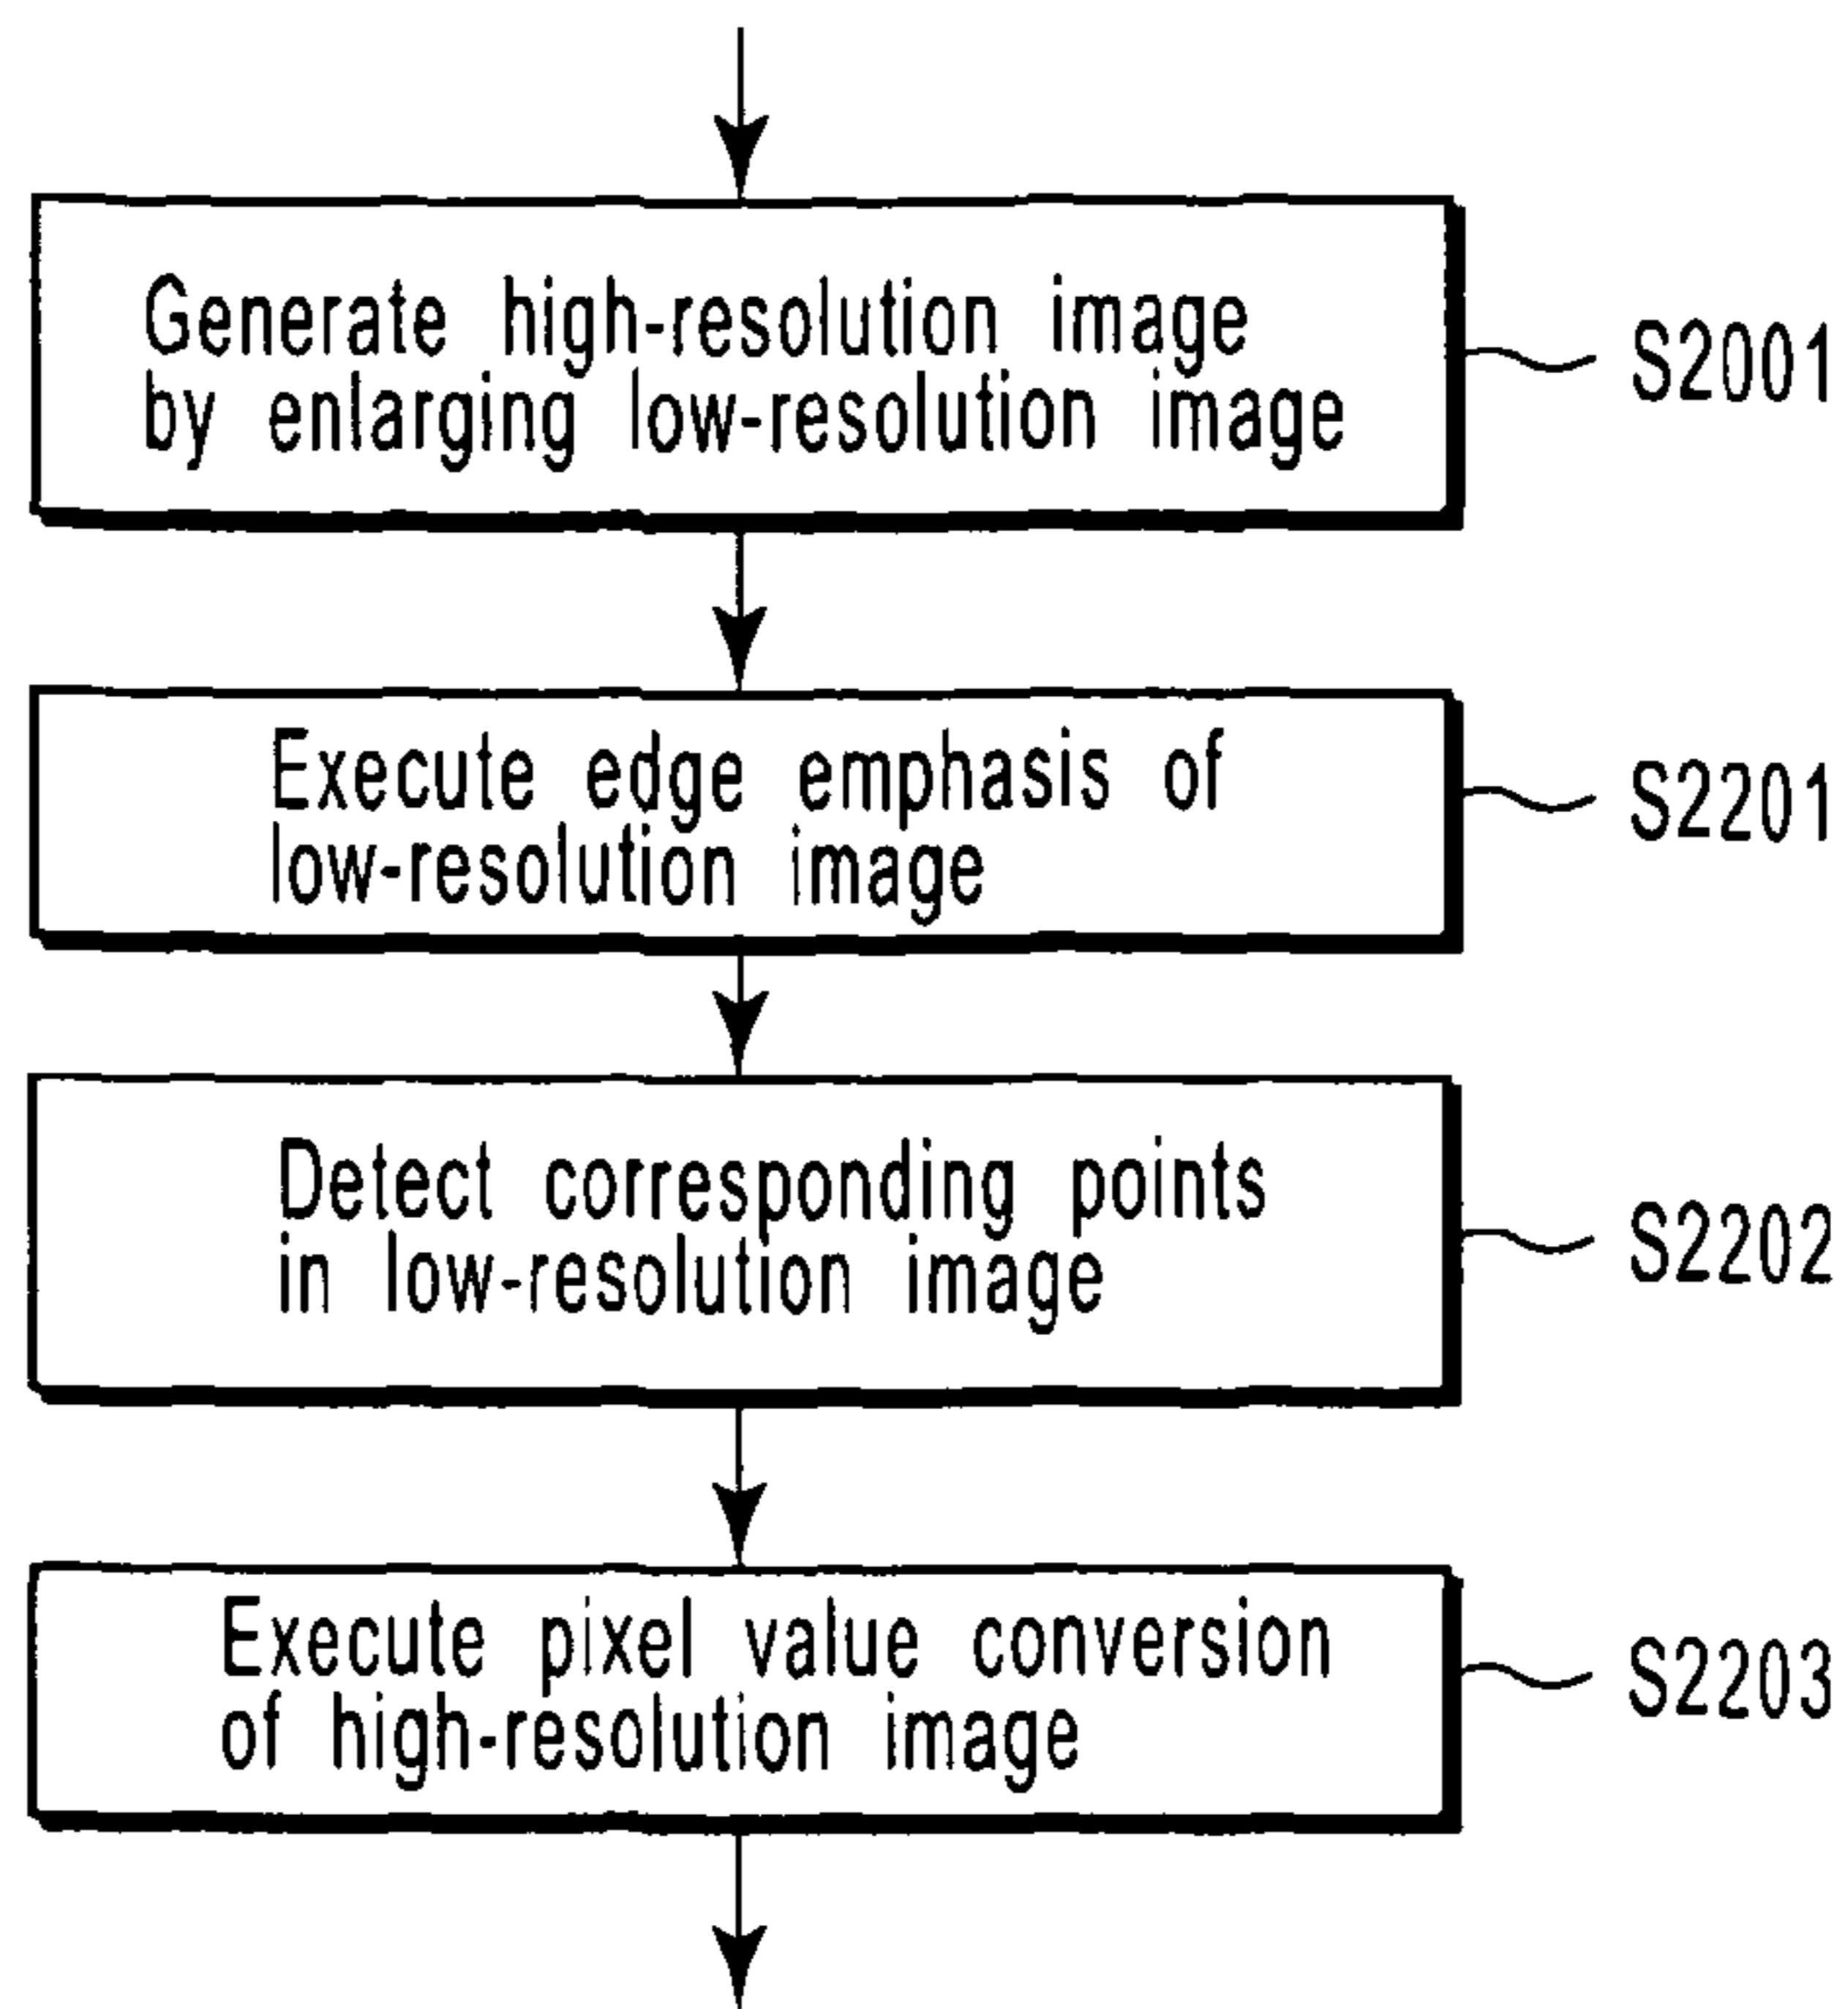 Generate high-resolution image
by enlarging low-resolution image
S2001
Execute edge emphasis of
low-resolution image
S2201
Detect corresponding points
in low-resolution image
S2202
Execute pixel value conversion
of high-resolution image
S2203